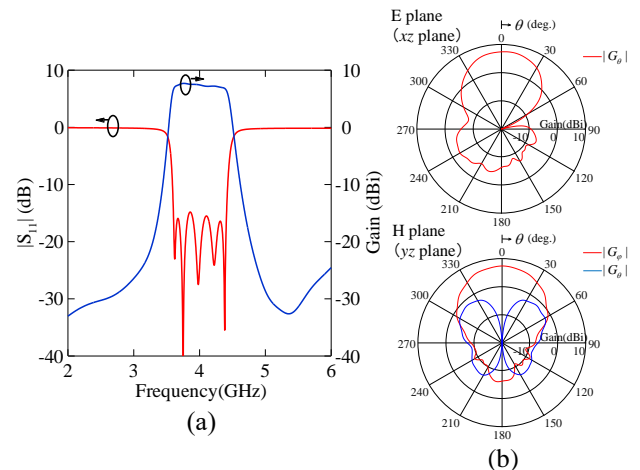 10
10
0
0
-10
-10
-20
-20
-30
-30
-40
-40
2
3
4
5
6
|S11| (dB)
Gain (dBi)
Frequency(GHz)
(a)
E plane
(xz plane)
θ (deg.)
|Gθ|
0
30
60
90
120
150
180
210
240
270
300
330
Gain(dBi)
-10
0
10
H plane
(yz plane)
θ (deg.)
|Gφ|
|Gθ|
0
30
60
90
120
150
180
210
240
270
300
330
Gain(dBi)
-10
0
10
(b)